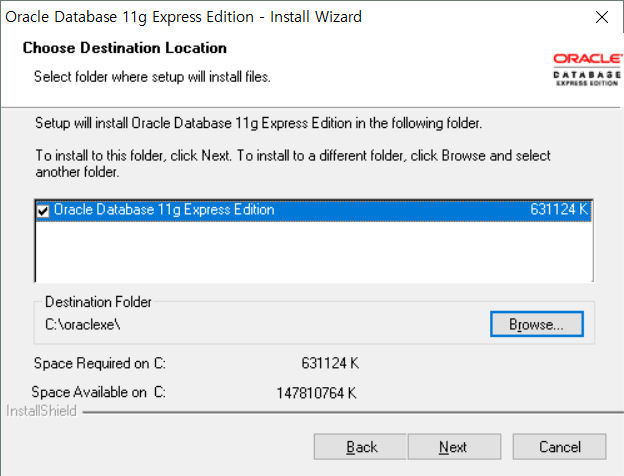 Oracle Database 11g Express Edition - Install Wizard
Choose Destination Location
Select folder where setup will install files.
ORACLE
DATABASE
EXPRESS EDITION
Setup will install Oracle Database 11g Express Edition in the following folder.
To install to this folder, click Next. To install to a different folder, click Browse and select
another folder.
Oracle Database 11g Express Edition 631124 K
Destination Folder
C:\oraclexe\ Browse...
Space Required on C: 631124 K
Space Available on C: 147810764 K
InstallShield
Back Next Cancel